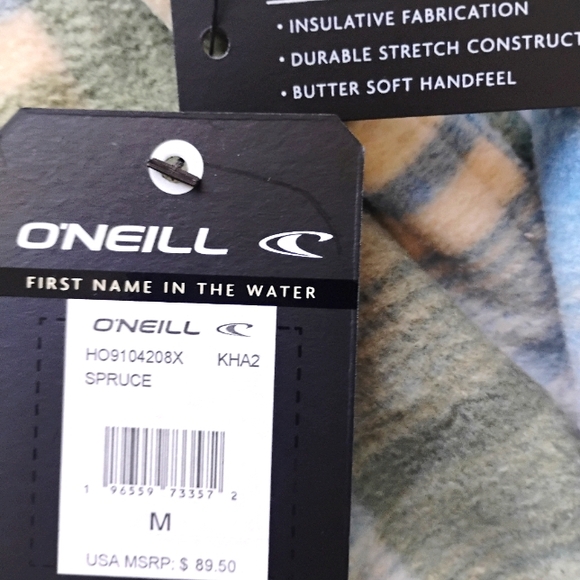 • INSULATIVE FABRICATION
• DURABLE STRETCH CONSTRUCT
• BUTTER SOFT HANDFEEL
O'NEILL
FIRST NAME IN THE WATER
O'NEILL
HO9104208X KHA2
SPRUCE
1 96559 73357 2
M
USA MSRP: $ 89.50